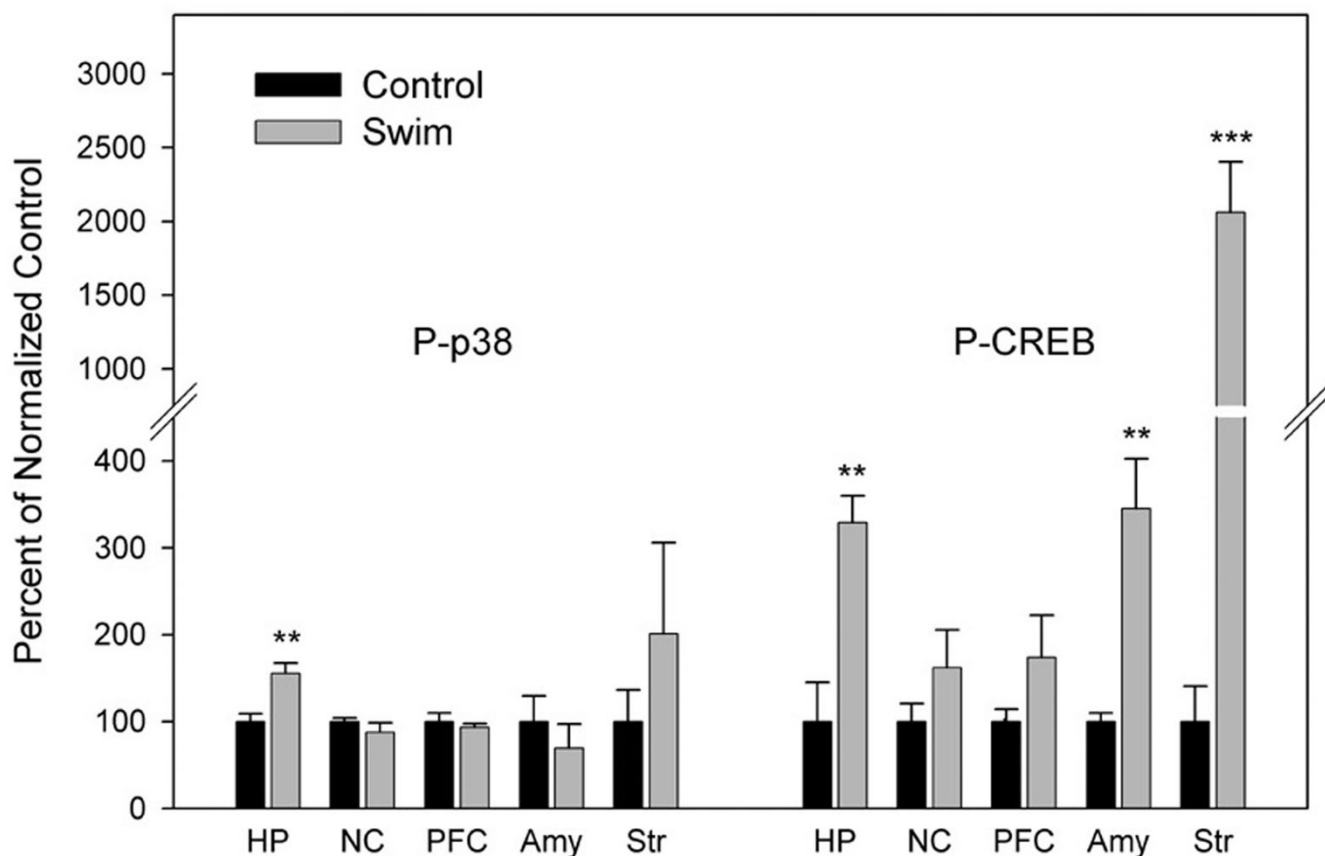 Percent of Normalized Control
3000
2500
2000
1500
1000
400
300
200
100
0
Control
Swim
P-p38
P-CREB
**
**
**
***
HP NC PFC Amy Str HP NC PFC Amy Str